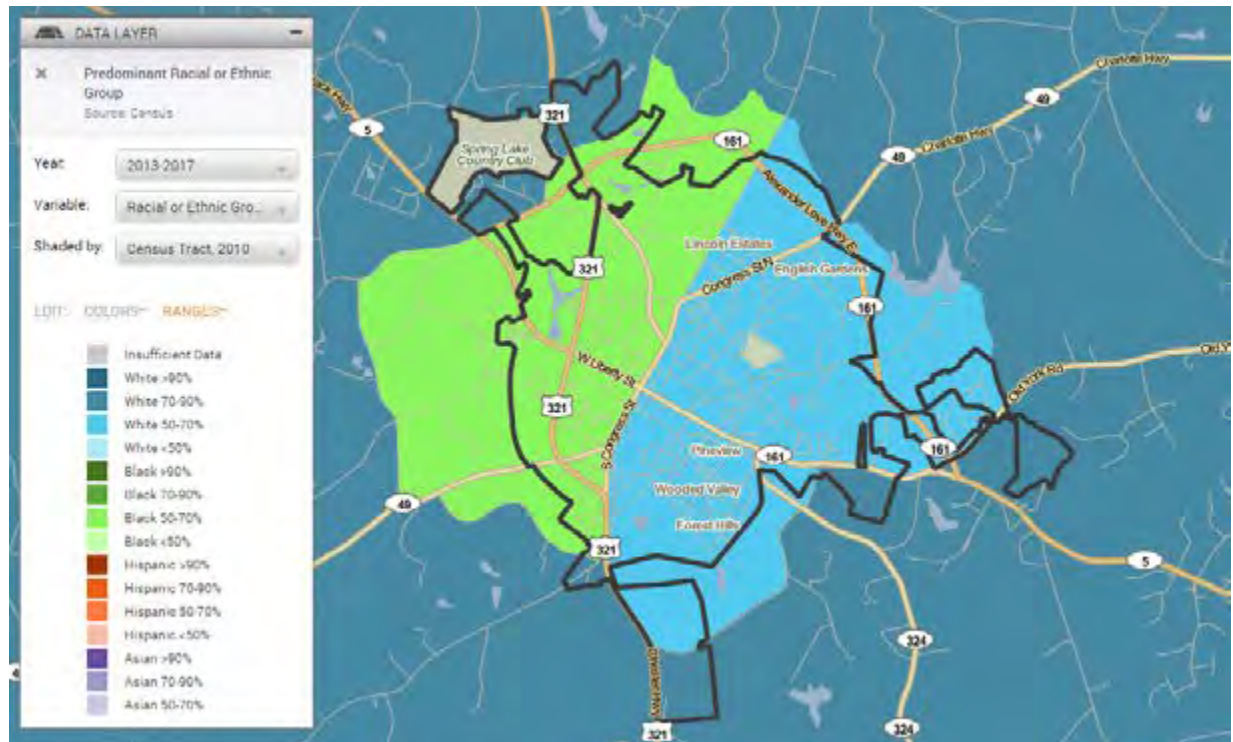 DATA LAYER
Predominant Racial or Ethnic
Group
Source: Census
Year:
2013-2017
Variable:
Racial or Ethnic Gro...
Shaded by:
Census Tract, 2010
EDIT:
COLORS
RANGES
Insufficient Data
White >90%
White 70-90%
White 50-70%
White <50%
Black >90%
Black 70-90%
Black 50-70%
Black <50%
Hispanic >90%
Hispanic 70-90%
Hispanic 50-70%
Hispanic <50%
Asian >90%
Asian 70-90%
Asian 50-70%
Charlotte Hwy
49
321
5
Spring Lake
Country Club
161
49
Charlotte Hwy
Alexander Love Hwy E
Lincoln Estates
Congress St N
English Gardens
321
161
W Liberty St
Old York Rd
321
S Congress St
Pineview
161
161
Wooded Valley
49
Forest Hills
321
5
324
321
324